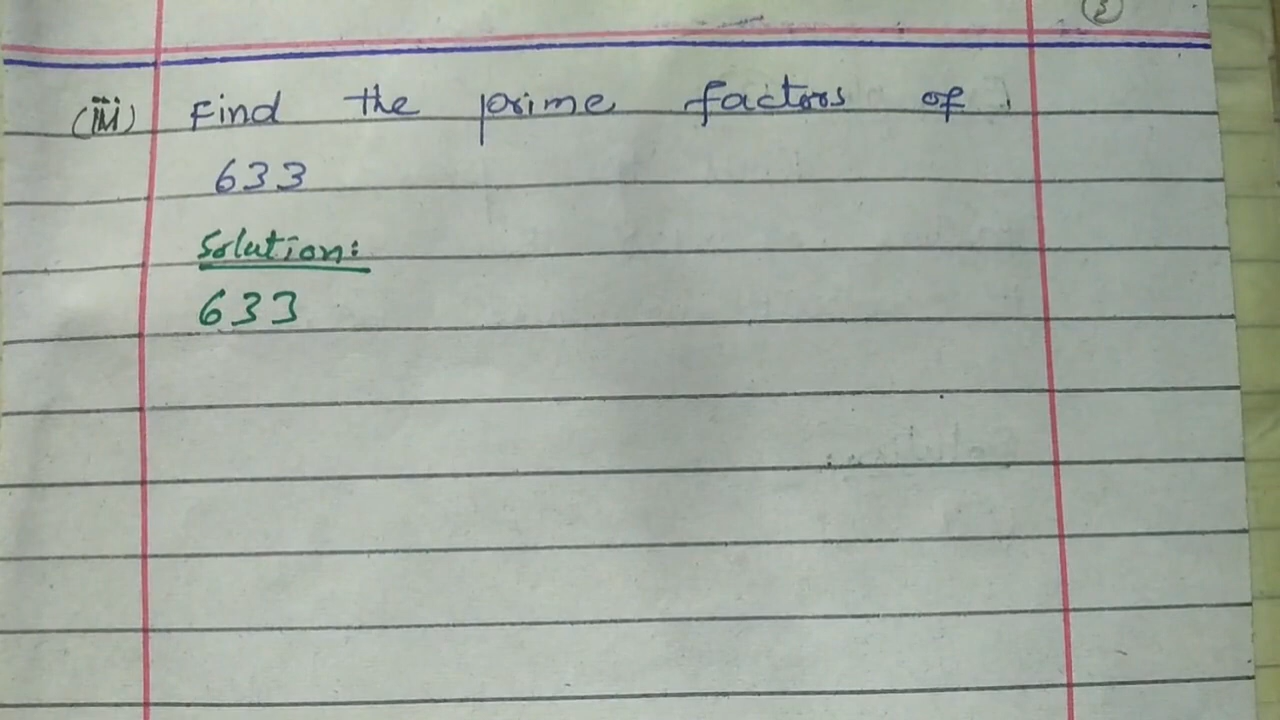 (iii) Find the prime factors of
633
Solution:
633